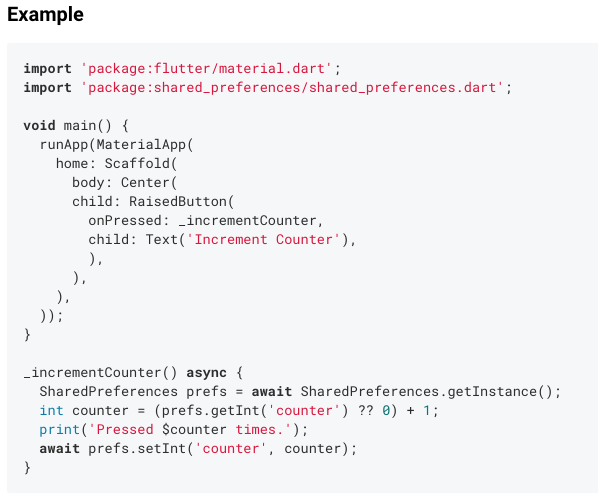 Example
import 'package:flutter/material.dart';
import 'package:shared_preferences/shared_preferences.dart';

void main() {
  runApp(MaterialApp(
    home: Scaffold(
      body: Center(
      child: RaisedButton(
        onPressed: _incrementCounter,
        child: Text('Increment Counter'),
        ),
      ),
    ),
  ));
}

_incrementCounter() async {
  SharedPreferences prefs = await SharedPreferences.getInstance();
  int counter = (prefs.getInt('counter') ?? 0) + 1;
  print('Pressed $counter times.');
  await prefs.setInt('counter', counter);
}